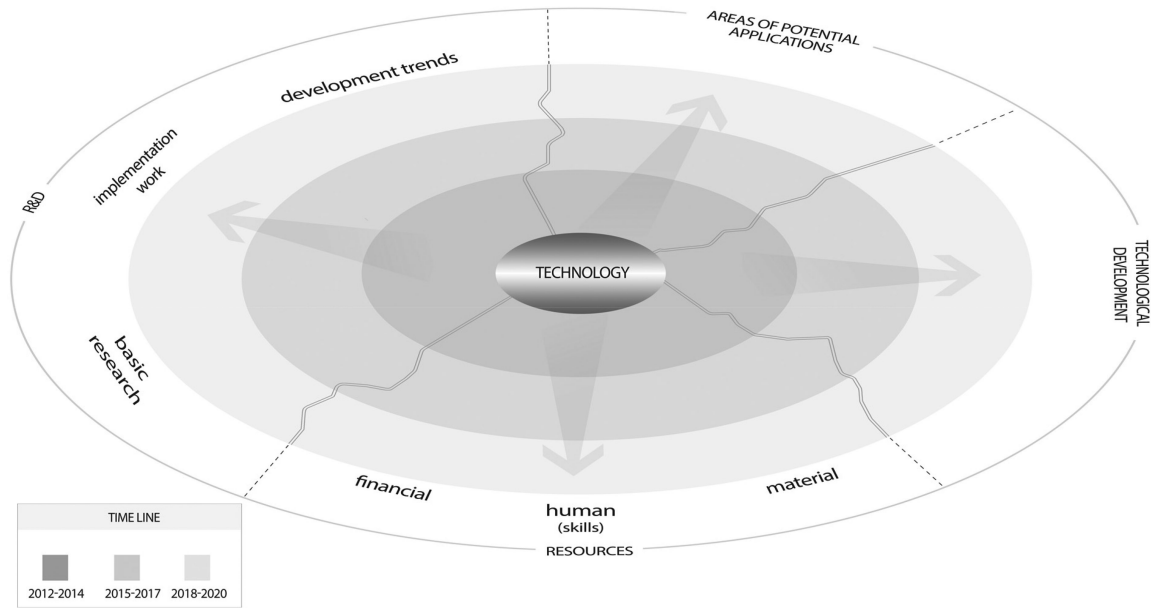 AREAS OF POTENTIAL
APPLICATIONS
development trends
implementation
work
R&D
TECHNOLOGY
TECHNOLOGICAL
DEVELOPMENT
basic
research
financial
material
human
(skills)
RESOURCES
TIME LINE
2012-2014 2015-2017 2018-2020